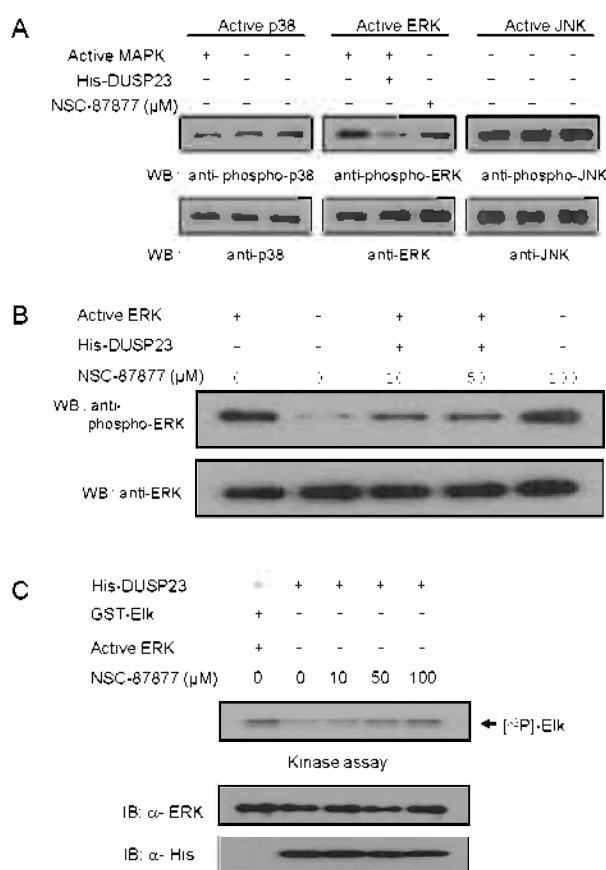 A
Active p38 Active ERK Active JNK
Active MAPK + - - + + - - - -
His-DUSP23 - - - - + - - - -
NSC-87877 (µM) - - - - - + - - -
WB : anti-phospho-p38 anti-phospho-ERK anti-phospho-JNK
WB : anti-p38 anti-ERK anti-JNK
B
Active ERK + - + + -
His-DUSP23 - - + + -
NSC-87877 (µM)
WB : anti-
phospho-ERK
WB : anti-ERK
C
His-DUSP23 + + + +
GST-Elk + - - - -
Active ERK + - - - -
NSC-87877 (µM) 0 0 10 50 100
P]-Elk
Kinase assay
IB: α- ERK
IB: α- His